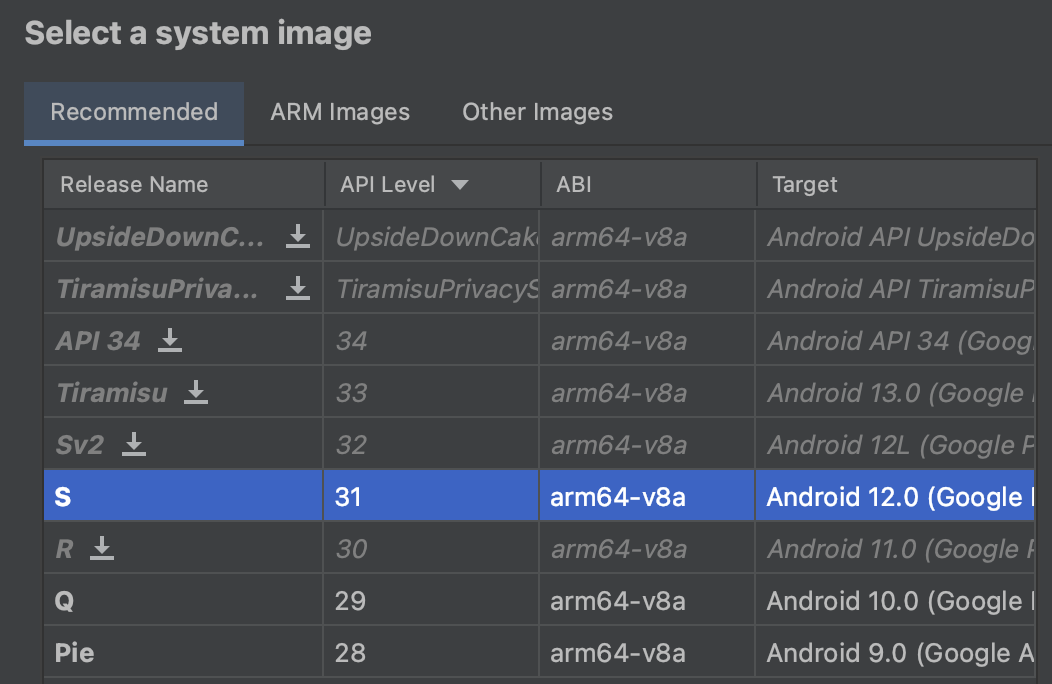 Select a system image
Recommended ARM Images Other Images
Release Name API Level ABI Target
UpsideDownC... UpsideDownCake arm64-v8a Android API UpsideDo
TiramisuPriva... TiramisuPrivacyS arm64-v8a Android API TiramisuP
API 34 34 arm64-v8a Android API 34 (Goog
Tiramisu 33 arm64-v8a Android 13.0 (Google
Sv2 32 arm64-v8a Android 12L (Google P
S 31 arm64-v8a Android 12.0 (Google
R 30 arm64-v8a Android 11.0 (Google P
Q 29 arm64-v8a Android 10.0 (Google
Pie 28 arm64-v8a Android 9.0 (Google A